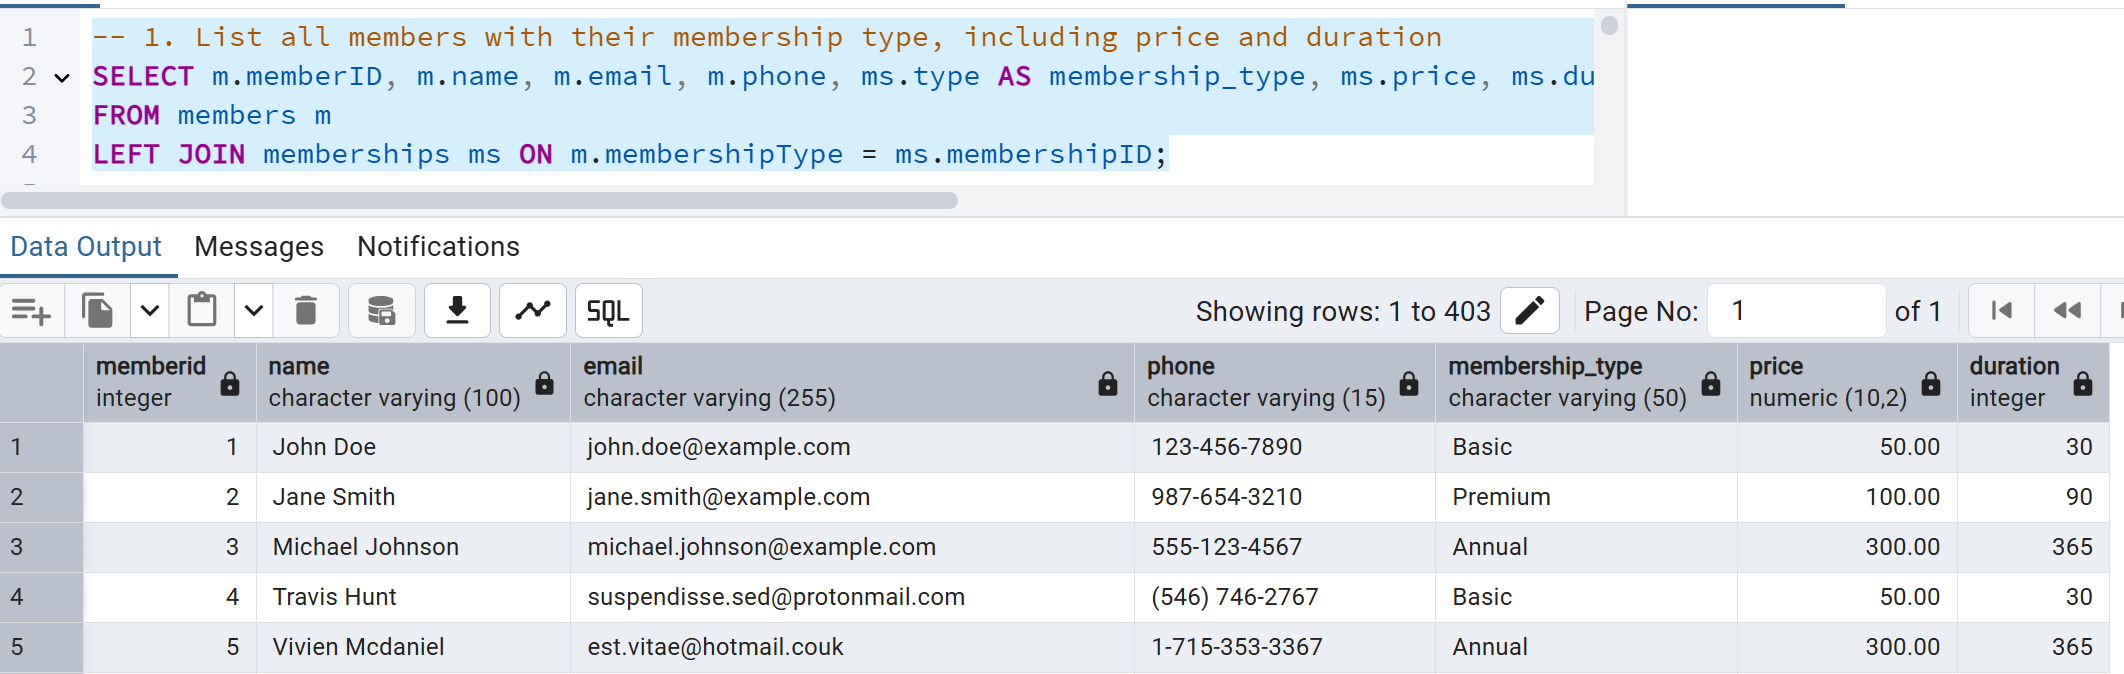 1 -- 1. List all members with their membership type, including price and duration
2 SELECT m.memberID, m.name, m.email, m.phone, ms.type AS membership_type, ms.price, ms.du
3 FROM members m
4 LEFT JOIN memberships ms ON m.membershipType = ms.membershipID;
Data Output Messages Notifications
SQL Showing rows: 1 to 403 Page No: 1 of 1
memberid name email phone membership_type price duration
integer character varying (100) character varying (255) character varying (15) character varying (50) numeric (10,2) integer
1 1 John Doe john.doe@example.com 123-456-7890 Basic 50.00 30
2 2 Jane Smith jane.smith@example.com 987-654-3210 Premium 100.00 90
3 3 Michael Johnson michael.johnson@example.com 555-123-4567 Annual 300.00 365
4 4 Travis Hunt suspendisse.sed@protonmail.com (546) 746-2767 Basic 50.00 30
5 5 Vivien Mcdaniel est.vitae@hotmail.couk 1-715-353-3367 Annual 300.00 365